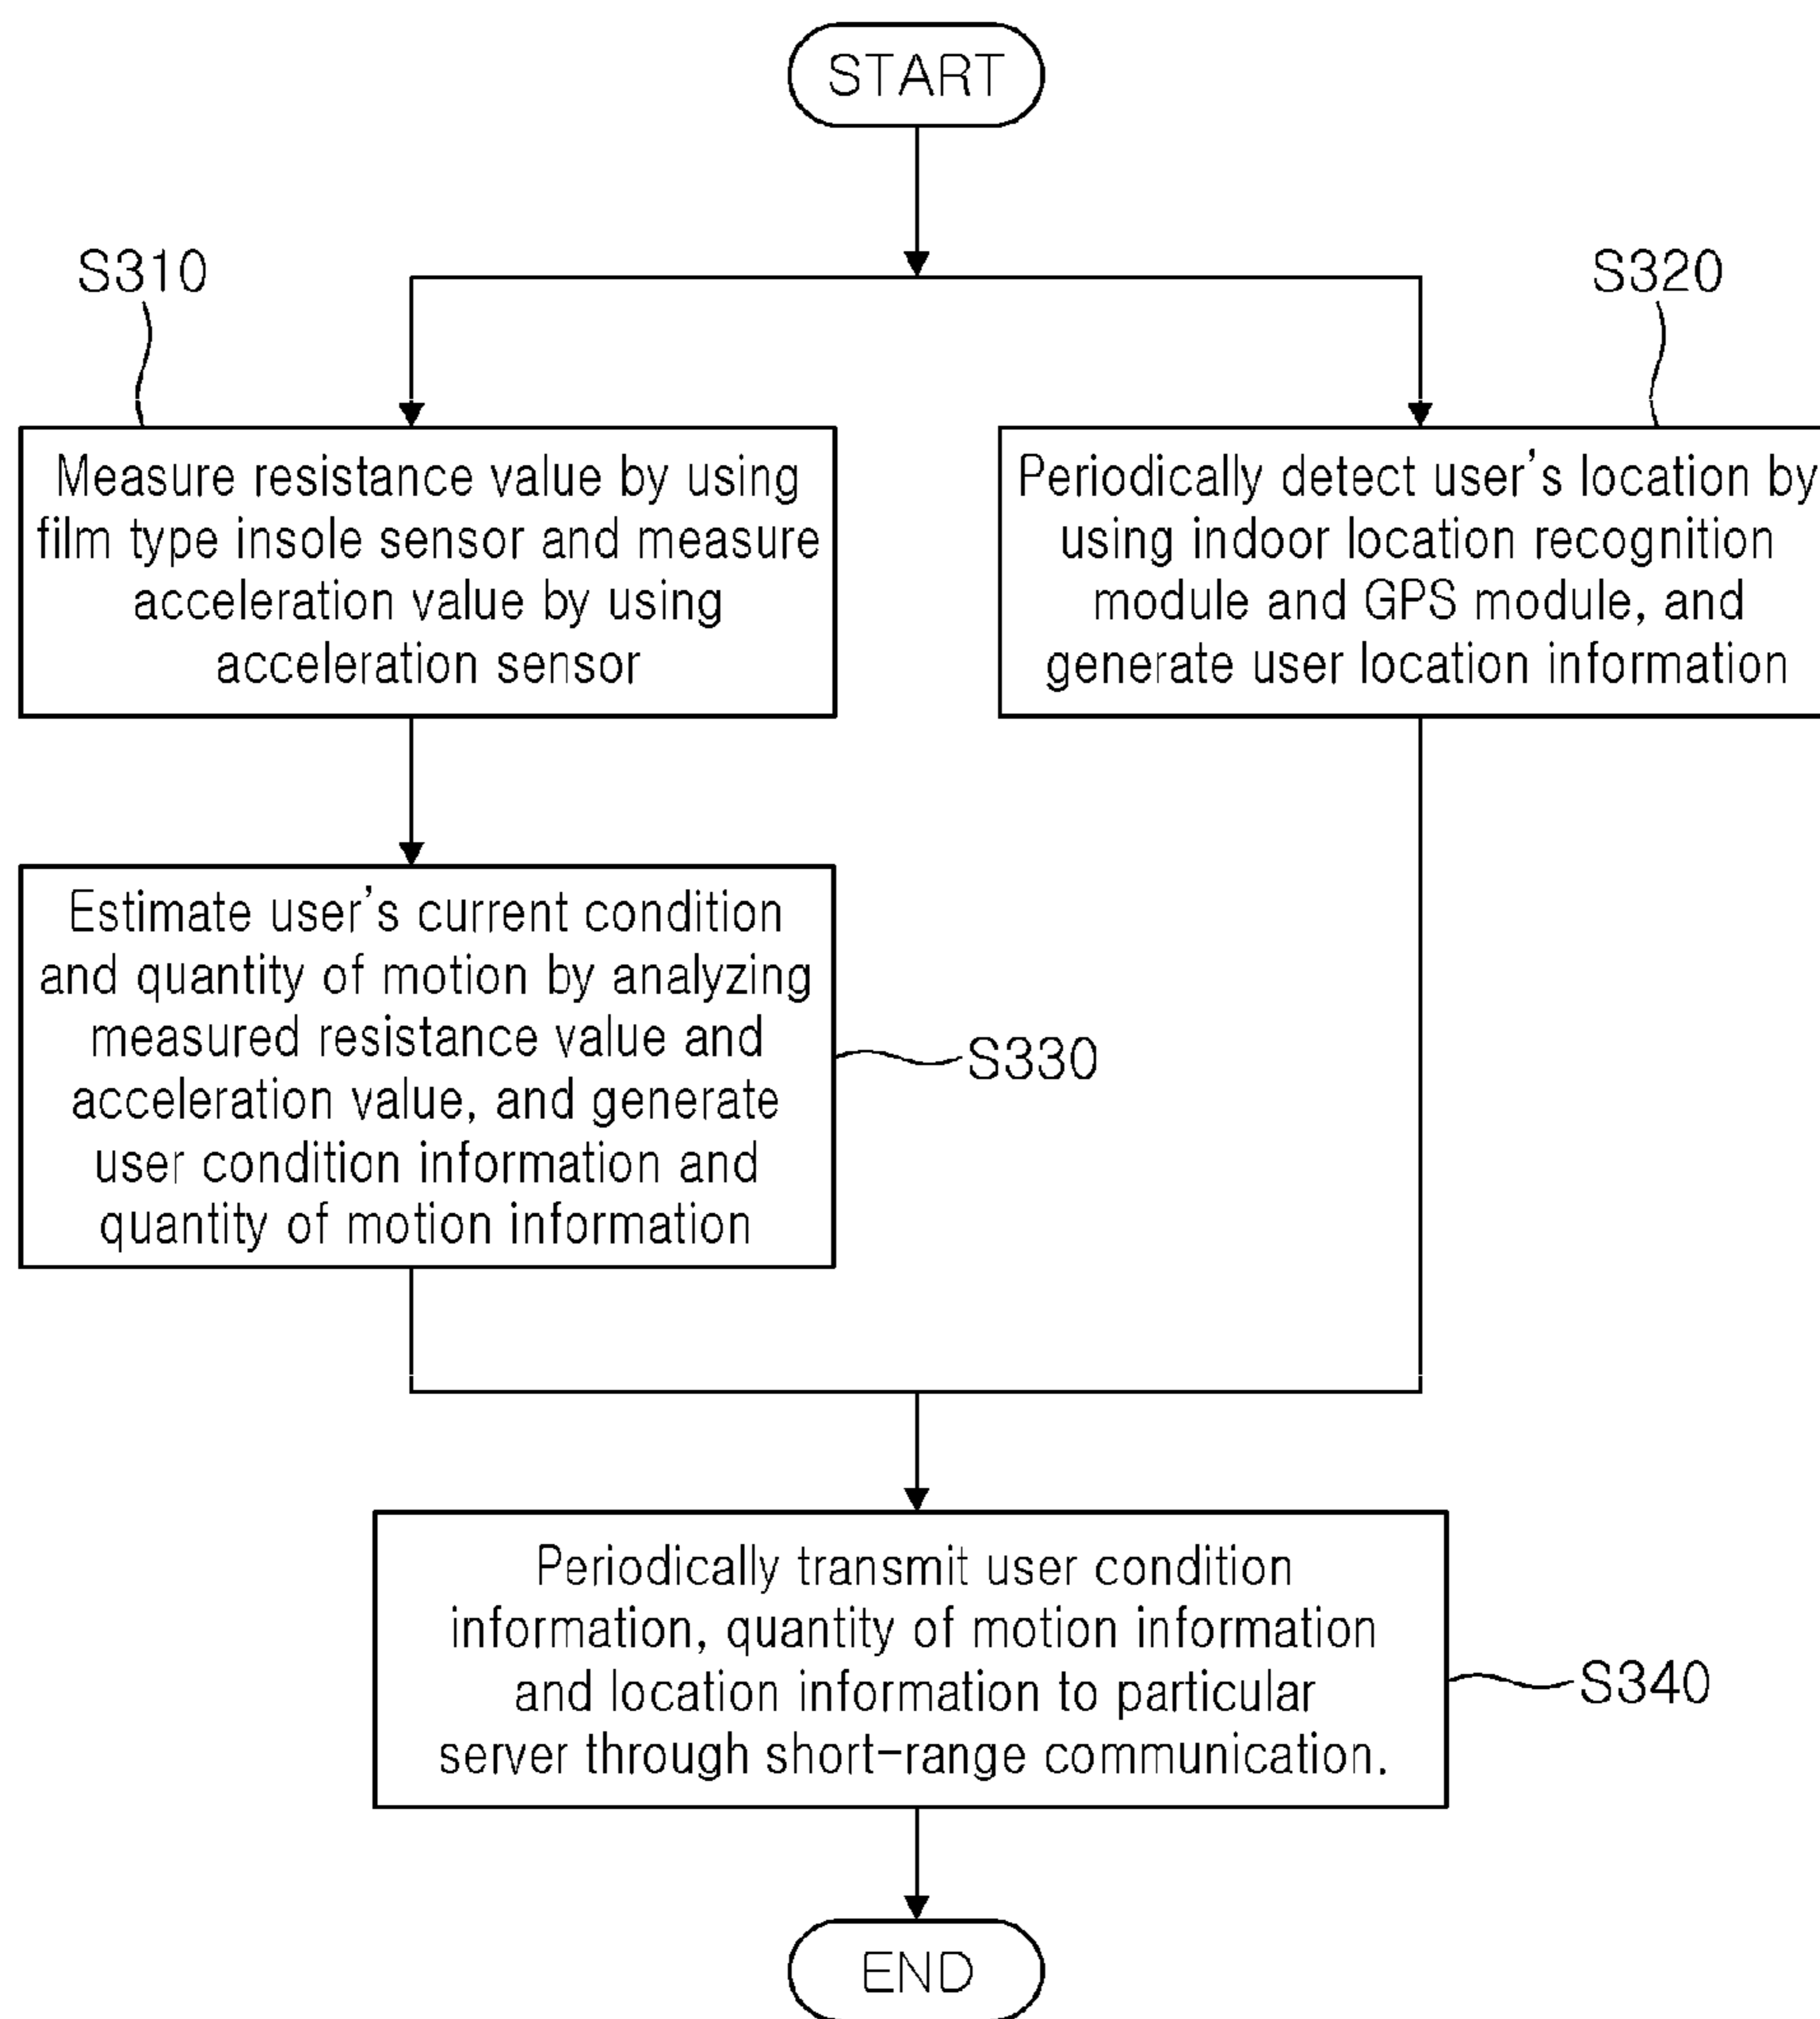 START
S310
S320
Measure resistance value by using
film type insole sensor and measure
acceleration value by using
acceleration sensor
Periodically detect user's location by
using indoor location recognition
module and GPS module, and
generate user location information
Estimate user's current condition
and quantity of motion by analyzing
measured resistance value and
acceleration value, and generate
user condition information and
quantity of motion information
S330
Periodically transmit user condition
information, quantity of motion information
and location information to particular
server through short-range communication.
S340
END